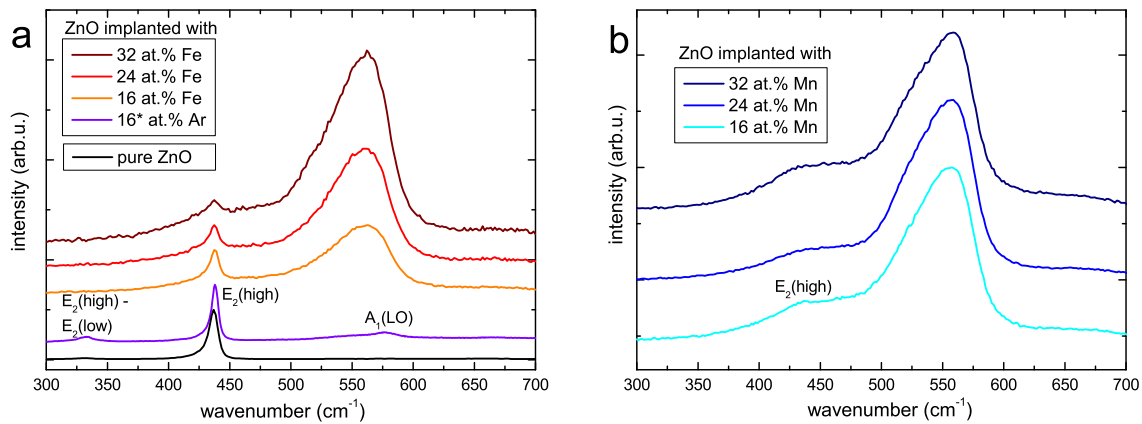 a
ZnO implanted with
32 at.% Fe
24 at.% Fe
16 at.% Fe
16* at.% Ar
pure ZnO
E2(high) -
E2(low)
E2(high)
A1(LO)
intensity (arb.u.)
300 350 400 450 500 550 600 650 700
wavenumber (cm-1)
b
ZnO implanted with
32 at.% Mn
24 at.% Mn
16 at.% Mn
E2(high)
intensity (arb.u.)
300 350 400 450 500 550 600 650 700
wavenumber (cm-1)